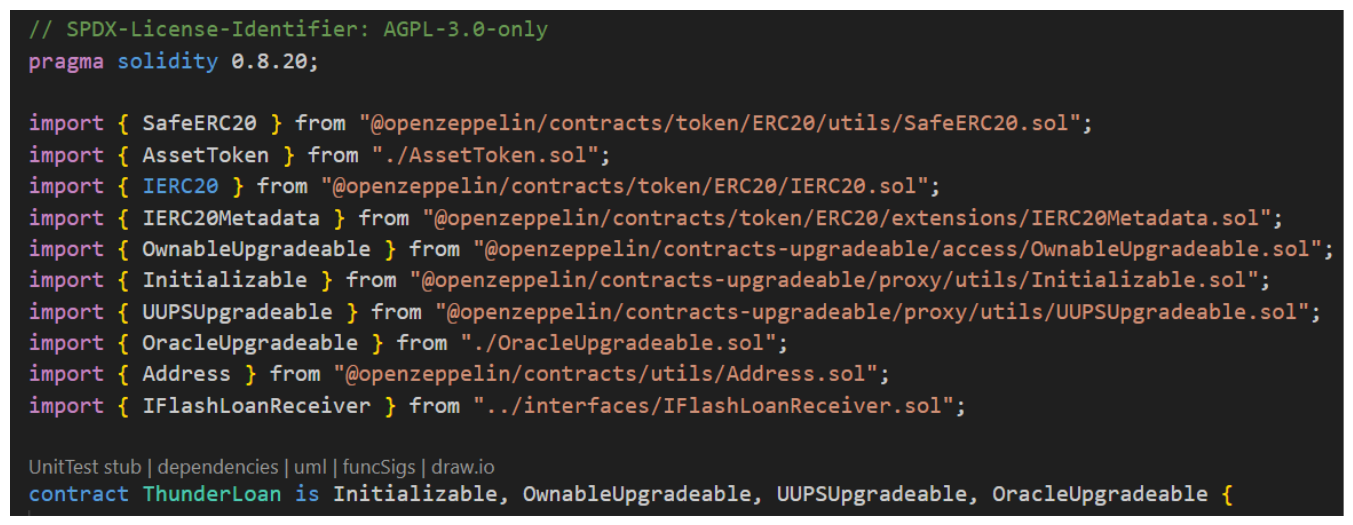 // SPDX-License-Identifier: AGPL-3.0-only
pragma solidity 0.8.20;
import { SafeERC20 } from "@openzeppelin/contracts/token/ERC20/utils/SafeERC20.sol";
import { AssetToken } from "./AssetToken.sol";
import { IERC20 } from "@openzeppelin/contracts/token/ERC20/IERC20.sol";
import { IERC20Metadata } from "@openzeppelin/contracts/token/ERC20/extensions/IERC20Metadata.sol";
import { OwnableUpgradeable } from "@openzeppelin/contracts-upgradeable/access/OwnableUpgradeable.sol";
import { Initializable } from "@openzeppelin/contracts-upgradeable/proxy/utils/Initializable.sol";
import { UUPSUpgradeable } from "@openzeppelin/contracts-upgradeable/proxy/utils/UUPSUpgradeable.sol";
import { OracleUpgradeable } from "./OracleUpgradeable.sol";
import { Address } from "@openzeppelin/contracts/utils/Address.sol";
import { IFlashLoanReceiver } from "../interfaces/IFlashLoanReceiver.sol";
UnitTest stub | dependencies | uml | funcSigs | draw.io
contract ThunderLoan is Initializable, OwnableUpgradeable, UUPSUpgradeable, OracleUpgradeable {